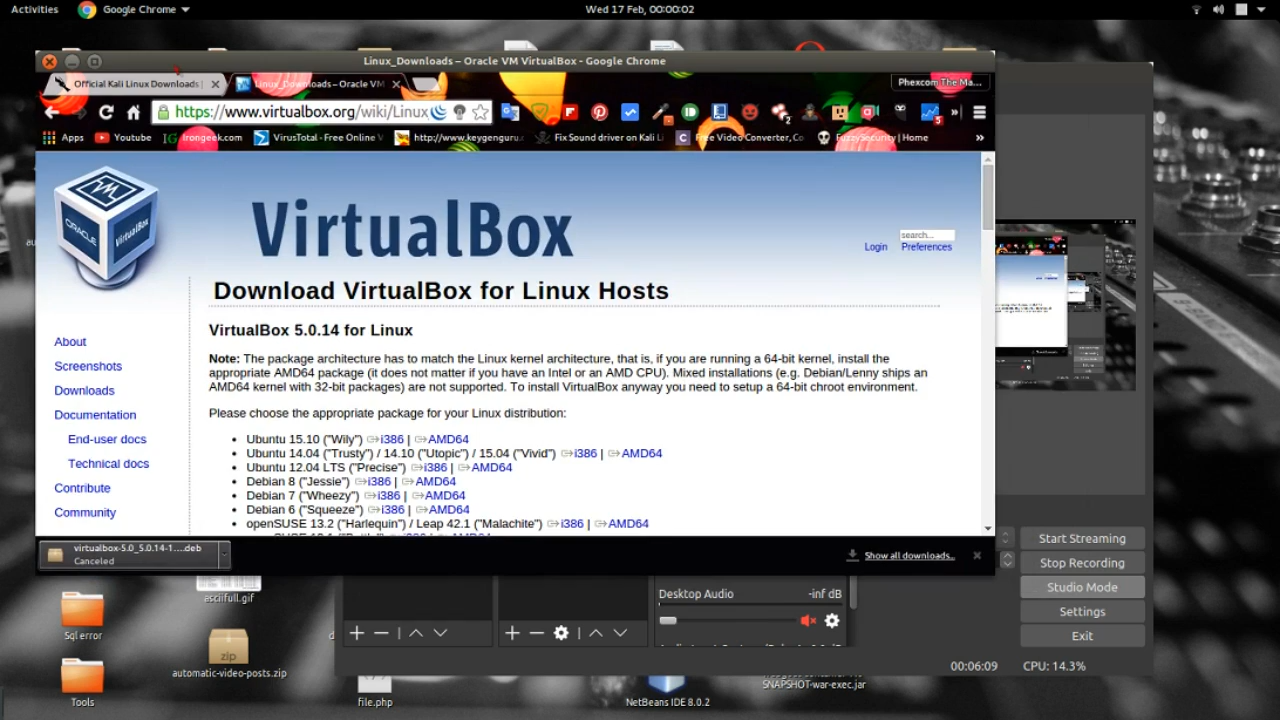 Activities Google Chrome Wed 17 Feb, 00:00:02
Linux_Downloads – Oracle VM VirtualBox - Google Chrome
Official Kali Linux Downloads Linux_Downloads – Oracle VM Phexcom The Ma...
https://www.virtualbox.org/wiki/Linux
Apps Youtube Irongeek.com VirusTotal - Free Online http://www.keygenguru. Fix Sound driver on Kali Li Free Video Converter, Co FuzzySecurity | Home »
ORACLE VirtualBox
VirtualBox
search...
Login Preferences
Download VirtualBox for Linux Hosts
VirtualBox 5.0.14 for Linux
About
Screenshots
Downloads
Documentation
End-user docs
Technical docs
Contribute
Community
Note: The package architecture has to match the Linux kernel architecture, that is, if you are running a 64-bit kernel, install the
appropriate AMD64 package (it does not matter if you have an Intel or an AMD CPU). Mixed installations (e.g. Debian/Lenny ships an
AMD64 kernel with 32-bit packages) are not supported. To install VirtualBox anyway you need to setup a 64-bit chroot environment.
Please choose the appropriate package for your Linux distribution:
Ubuntu 15.10 ("Wily") i386 | AMD64
Ubuntu 14.04 ("Trusty") / 14.10 ("Utopic") / 15.04 ("Vivid") i386 | AMD64
Ubuntu 12.04 LTS ("Precise") i386 | AMD64
Debian 8 ("Jessie") i386 | AMD64
Debian 7 ("Wheezy") i386 | AMD64
Debian 6 ("Squeeze") i386 | AMD64
openSUSE 13.2 ("Harlequin") / Leap 42.1 ("Malachite") i386 | AMD64
virtualbox-5.0_5.0.14-1....deb
Canceled
Show all downloads...
Start Streaming
Stop Recording
Studio Mode
Settings
Exit
Desktop Audio -inf dB
00:06:09 CPU: 14.3%
asciifull.gif
Sql error
zip
automatic-video-posts.zip
Tools
file.php
NetBeans IDE 8.0.2
SNAPSHOT-war-exec.jar